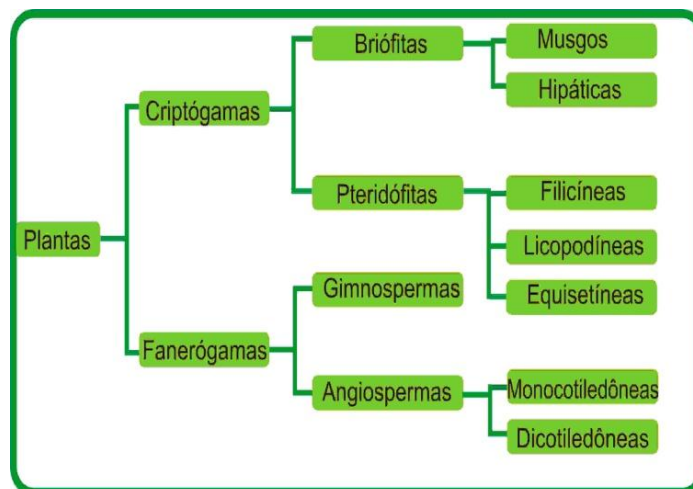 Plantas
Criptógamas
Briófitas
Musgos
Hipáticas
Pteridófitas
Filicíneas
Licopodíneas
Equisetíneas
Fanerógamas
Gimnospermas
Angiospermas
Monocotiledôneas
Dicotiledôneas